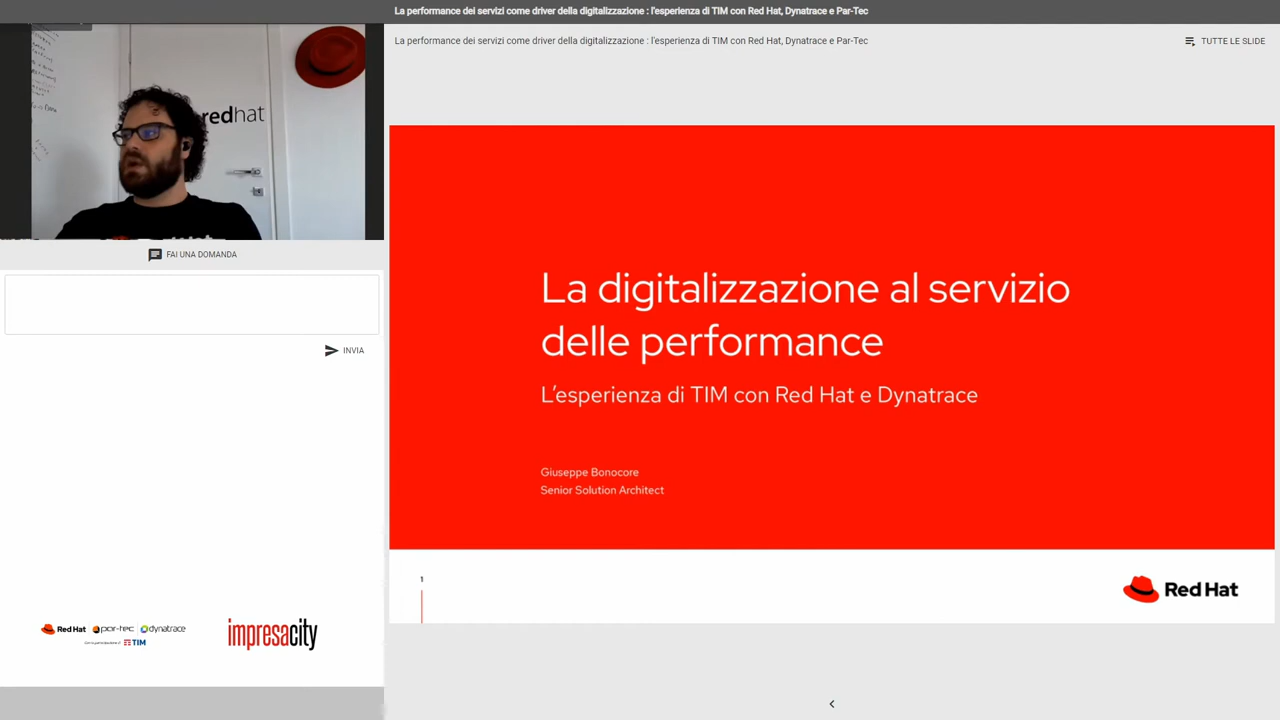 La performance dei servizi come driver della digitalizzazione : l'esperienza di TIM con Red Hat, Dynatrace e Par-Tec
La performance dei servizi come driver della digitalizzazione : l'esperienza di TIM con Red Hat, Dynatrace e Par-Tec
TUTTE LE SLIDE
redhat
FAI UNA DOMANDA
INVIA
La digitalizzazione al servizio
delle performance
L'esperienza di TIM con Red Hat e Dynatrace
Giuseppe Bonocore
Senior Solution Architect
1
Red Hat
Red Hat par-tec dynatrace
TIM
impresacity